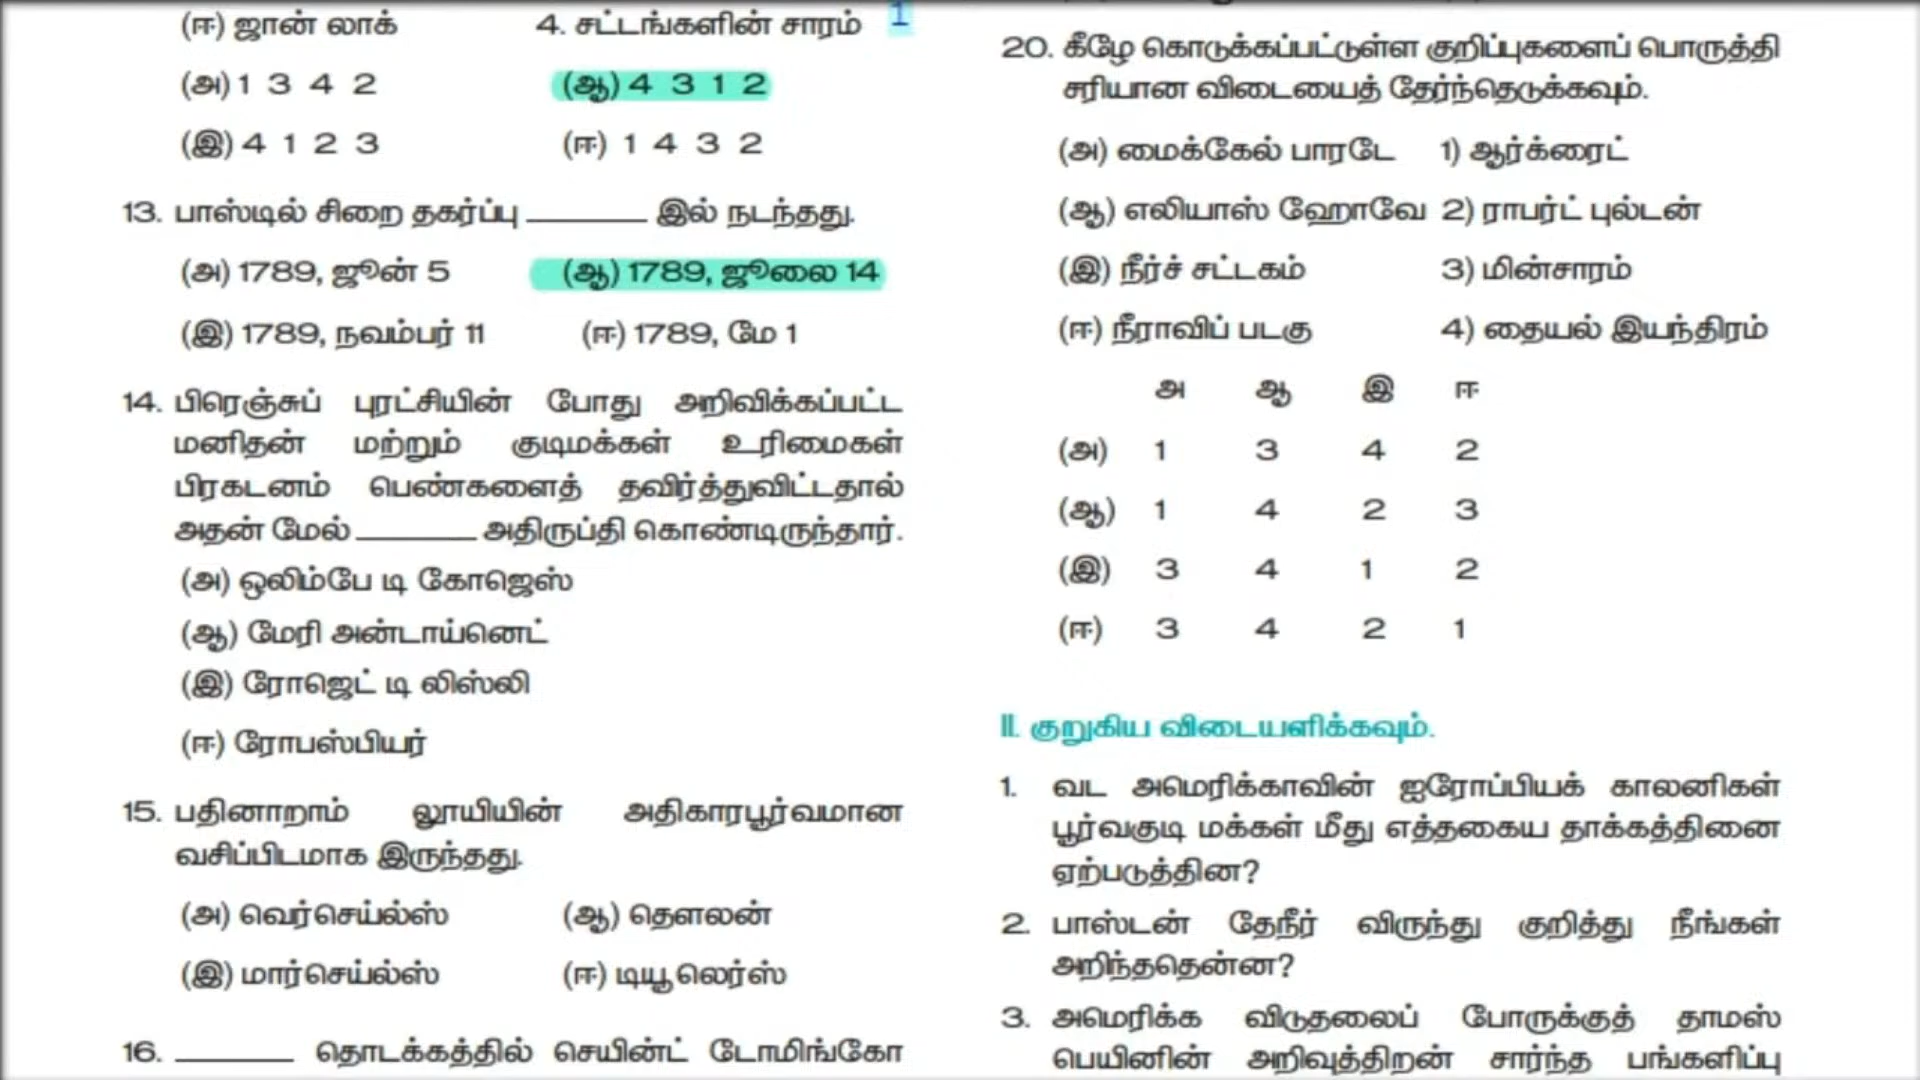 (ஈ) ஜான் லாக் 4. சட்டங்களின் சாரம் 1
(அ) 1 3 4 2 (ஆ) 4 3 1 2
(இ) 4 1 2 3 (ஈ) 1 4 3 2
13. பாஸ்டில் சிறை தகர்ப்பு ________ இல் நடந்தது.
(அ) 1789, ஜூன் 5 (ஆ) 1789, ஜூலை 14
(இ) 1789, நவம்பர் 11 (ஈ) 1789, மே 1
14. பிரெஞ்சுப் புரட்சியின் போது அறிவிக்கப்பட்ட
மனிதன் மற்றும் குடிமக்கள் உரிமைகள்
பிரகடனம் பெண்களைத் தவிர்த்துவிட்டதால்
அதன் மேல் ________ அதிருப்தி கொண்டிருந்தார்.
(அ) ஒலிம்பே டி கோஜெஸ்
(ஆ) மேரி அன்டாய்னெட்
(இ) ரோஜெட் டி லிஸ்லி
(ஈ) ரோபஸ்பியர்
15. பதினாறாம் லூயியின் அதிகாரபூர்வமான
வசிப்பிடமாக இருந்தது.
(அ) வெர்செய்ல்ஸ் (ஆ) தௌலன்
(இ) மார்செய்ல்ஸ் (ஈ) டியூலெர்ஸ்
16. ________ தொடக்கத்தில் செயின்ட் டோமிங்கோ
20. கீழே கொடுக்கப்பட்டுள்ள குறிப்புகளைப் பொருத்தி
சரியான விடையைத் தேர்ந்தெடுக்கவும்.
(அ) மைக்கேல் பாரடே 1) ஆர்க்ரைட்
(ஆ) எலியாஸ் ஹோவே 2) ராபர்ட் புல்டன்
(இ) நீர்ச் சட்டகம் 3) மின்சாரம்
(ஈ) நீராவிப் படகு 4) தையல் இயந்திரம்
அ ஆ இ ஈ
(அ) 1 3 4 2
(ஆ) 1 4 2 3
(இ) 3 4 1 2
(ஈ) 3 4 2 1
II. குறுகிய விடையளிக்கவும்.
1. வட அமெரிக்காவின் ஐரோப்பியக் காலனிகள்
பூர்வகுடி மக்கள் மீது எத்தகைய தாக்கத்தினை
ஏற்படுத்தின?
2. பாஸ்டன் தேநீர் விருந்து குறித்து நீங்கள்
அறிந்ததென்ன?
3. அமெரிக்க விடுதலைப் போருக்குத் தாமஸ்
பெயினின் அறிவுத்திறன் சார்ந்த பங்களிப்பு